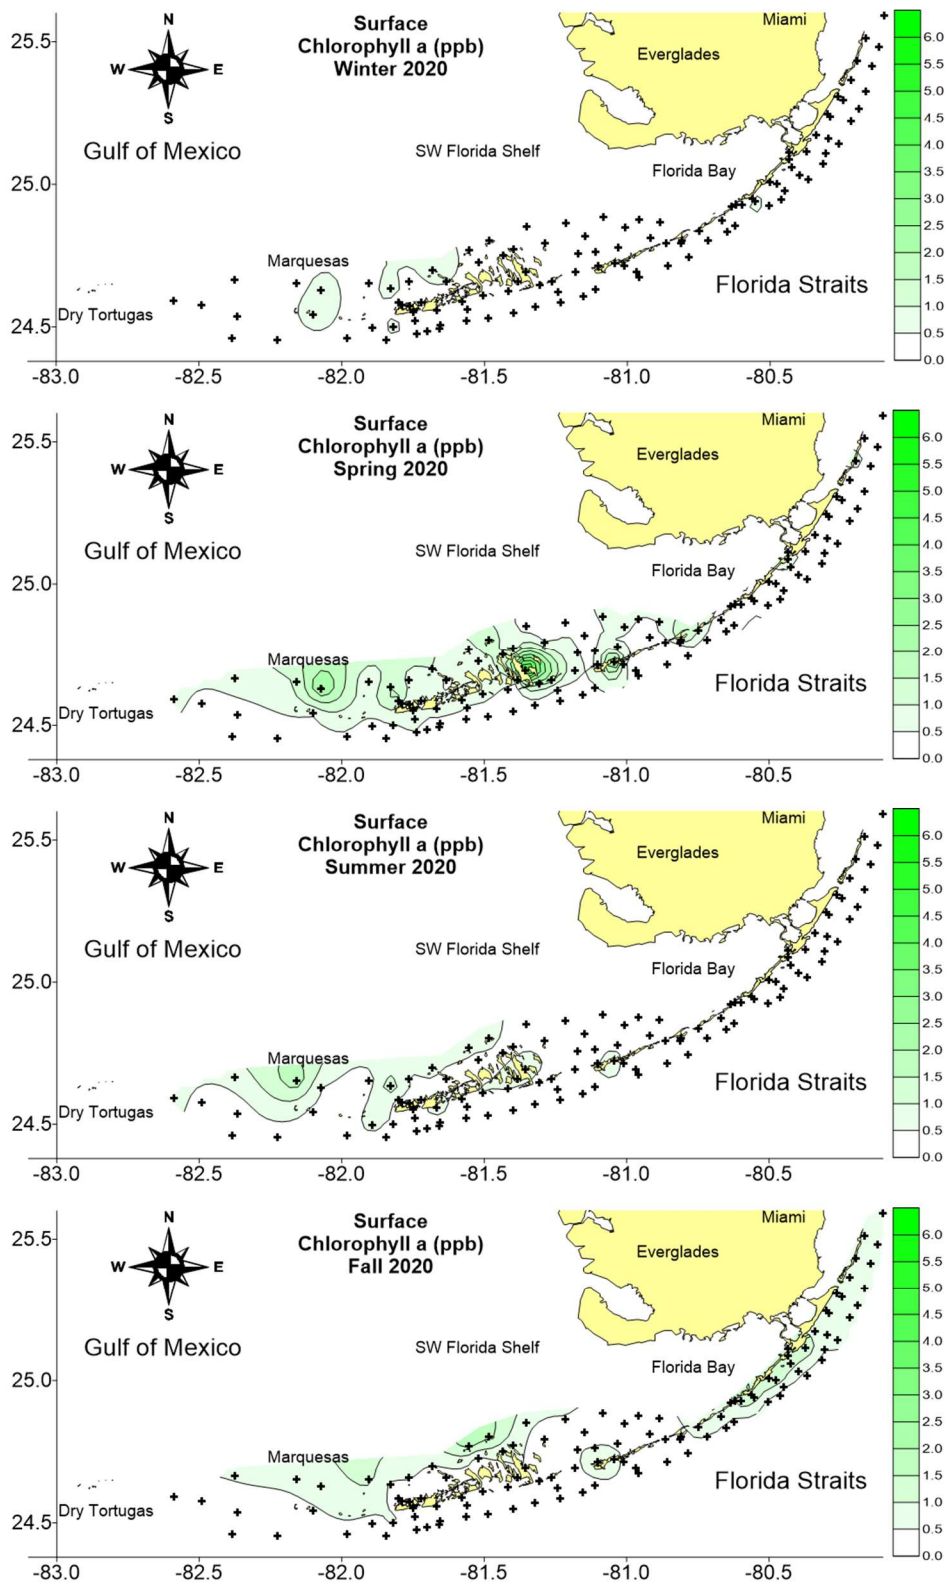 Surface
Chlorophyll a (ppb)
Winter 2020
N
W E
S
Gulf of Mexico
SW Florida Shelf
Miami
Everglades
Florida Bay
Marquesas
Dry Tortugas
Florida Straits
25.5
25.0
24.5
-83.0 -82.5 -82.0 -81.5 -81.0 -80.5
6.0
5.5
5.0
4.5
4.0
3.5
3.0
2.5
2.0
1.5
1.0
0.5
0.0
Surface
Chlorophyll a (ppb)
Spring 2020
N
W E
S
Gulf of Mexico
SW Florida Shelf
Miami
Everglades
Florida Bay
Marquesas
Dry Tortugas
Florida Straits
25.5
25.0
24.5
-83.0 -82.5 -82.0 -81.5 -81.0 -80.5
6.0
5.5
5.0
4.5
4.0
3.5
3.0
2.5
2.0
1.5
1.0
0.5
0.0
Surface
Chlorophyll a (ppb)
Summer 2020
N
W E
S
Gulf of Mexico
SW Florida Shelf
Miami
Everglades
Florida Bay
Marquesas
Dry Tortugas
Florida Straits
25.5
25.0
24.5
-83.0 -82.5 -82.0 -81.5 -81.0 -80.5
6.0
5.5
5.0
4.5
4.0
3.5
3.0
2.5
2.0
1.5
1.0
0.5
0.0
Surface
Chlorophyll a (ppb)
Fall 2020
N
W E
S
Gulf of Mexico
SW Florida Shelf
Miami
Everglades
Florida Bay
Marquesas
Dry Tortugas
Florida Straits
25.5
25.0
24.5
-83.0 -82.5 -82.0 -81.5 -81.0 -80.5
6.0
5.5
5.0
4.5
4.0
3.5
3.0
2.5
2.0
1.5
1.0
0.5
0.0